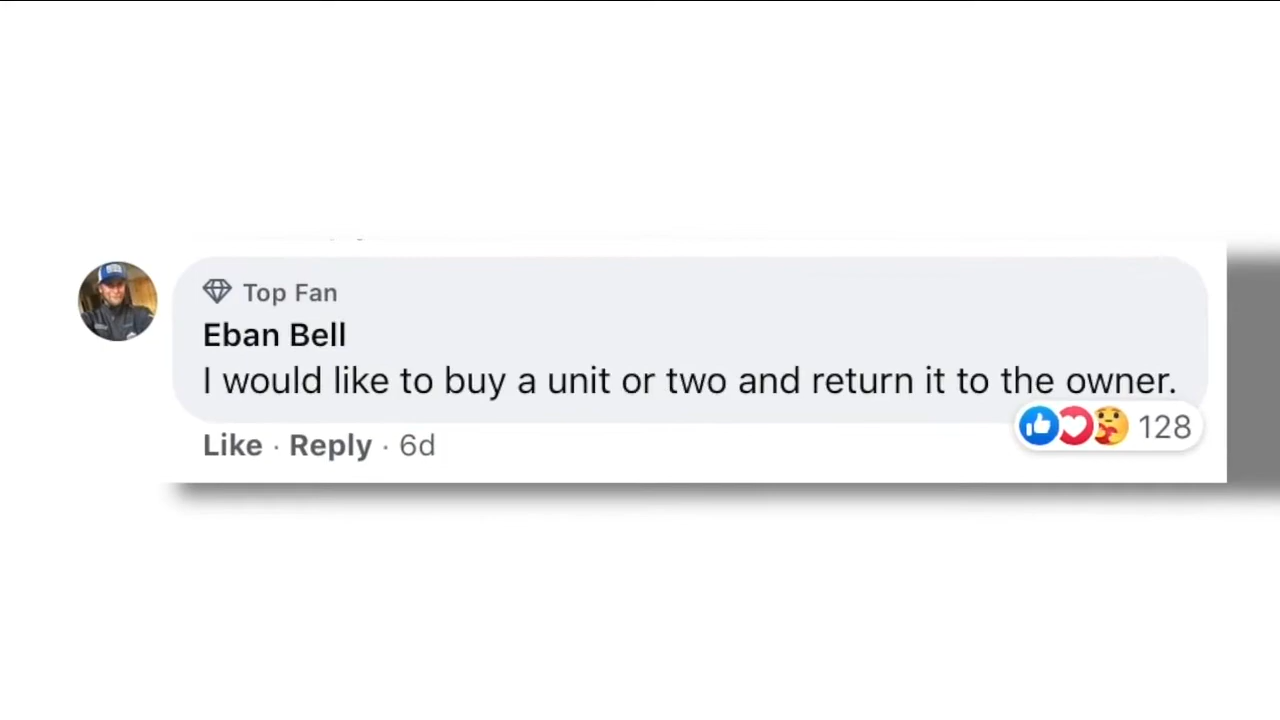 Top Fan
Eban Bell
I would like to buy a unit or two and return it to the owner.
Like · Reply · 6d
128